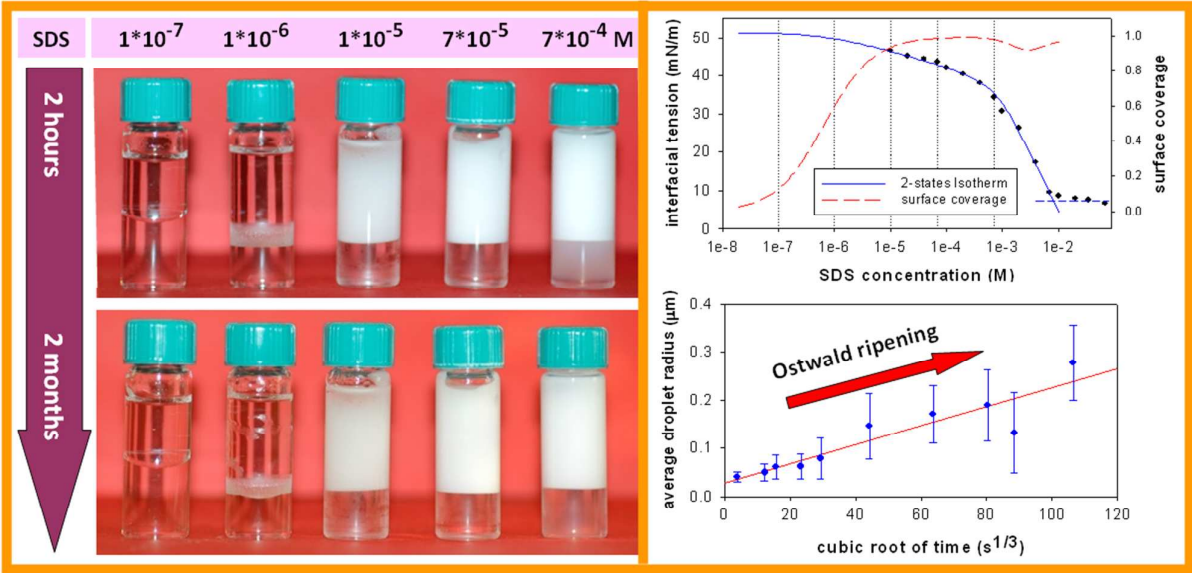 SDS 1*10⁻⁷ 1*10⁻⁶ 1*10⁻⁵ 7*10⁻⁵ 7*10⁻⁴ M
2 hours
2 months
interfacial tension (mN/m)
50
40
30
20
10
0
1.0
0.8
0.6
0.4
0.2
0.0
surface coverage
2-states Isotherm
surface coverage
1e-8 1e-7 1e-6 1e-5 1e-4 1e-3 1e-2
SDS concentration (M)
average droplet radius (µm)
0.4
0.3
0.2
0.1
0.0
Ostwald ripening
0 20 40 60 80 100 120
cubic root of time (s^1/3)